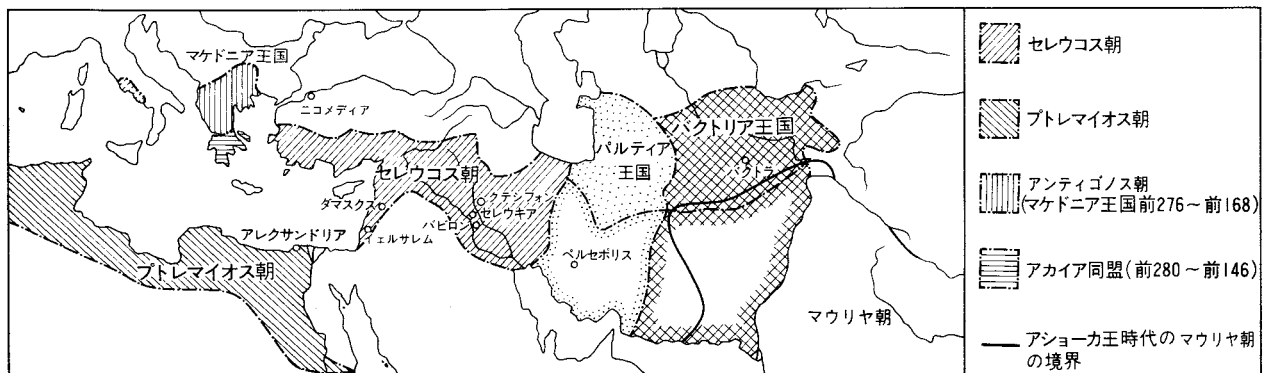 マケドニア王国
ニコメディア
セレウコス朝
クテシフォン
セレウキア
ダマスクス
バビロン
イェルサレム
アレクサンドリア
プトレマイオス朝
パルティア
王国
ペルセポリス
バクトリア王国
バクトラ
マウリヤ朝
セレウコス朝
プトレマイオス朝
アンティゴノス朝
(マケドニア王国前276〜前168)
アカイア同盟(前280〜前146)
アショーカ王時代のマウリヤ朝
の境界